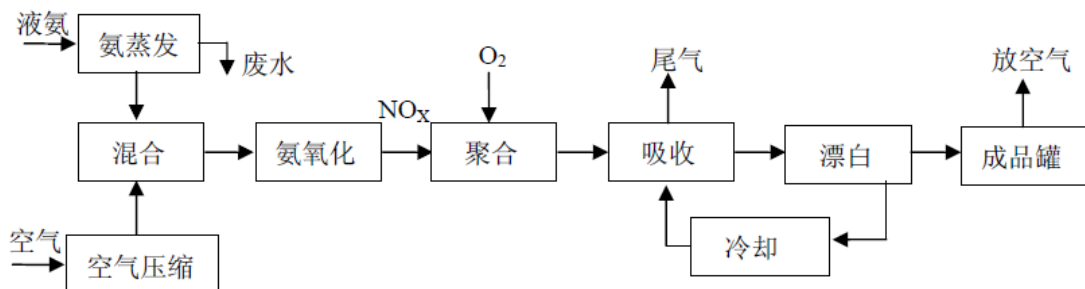 液氨
氨蒸发
废水
O₂
尾气
放空气
NOX
混合
氨氧化
聚合
吸收
漂白
成品罐
空气
空气压缩
冷却